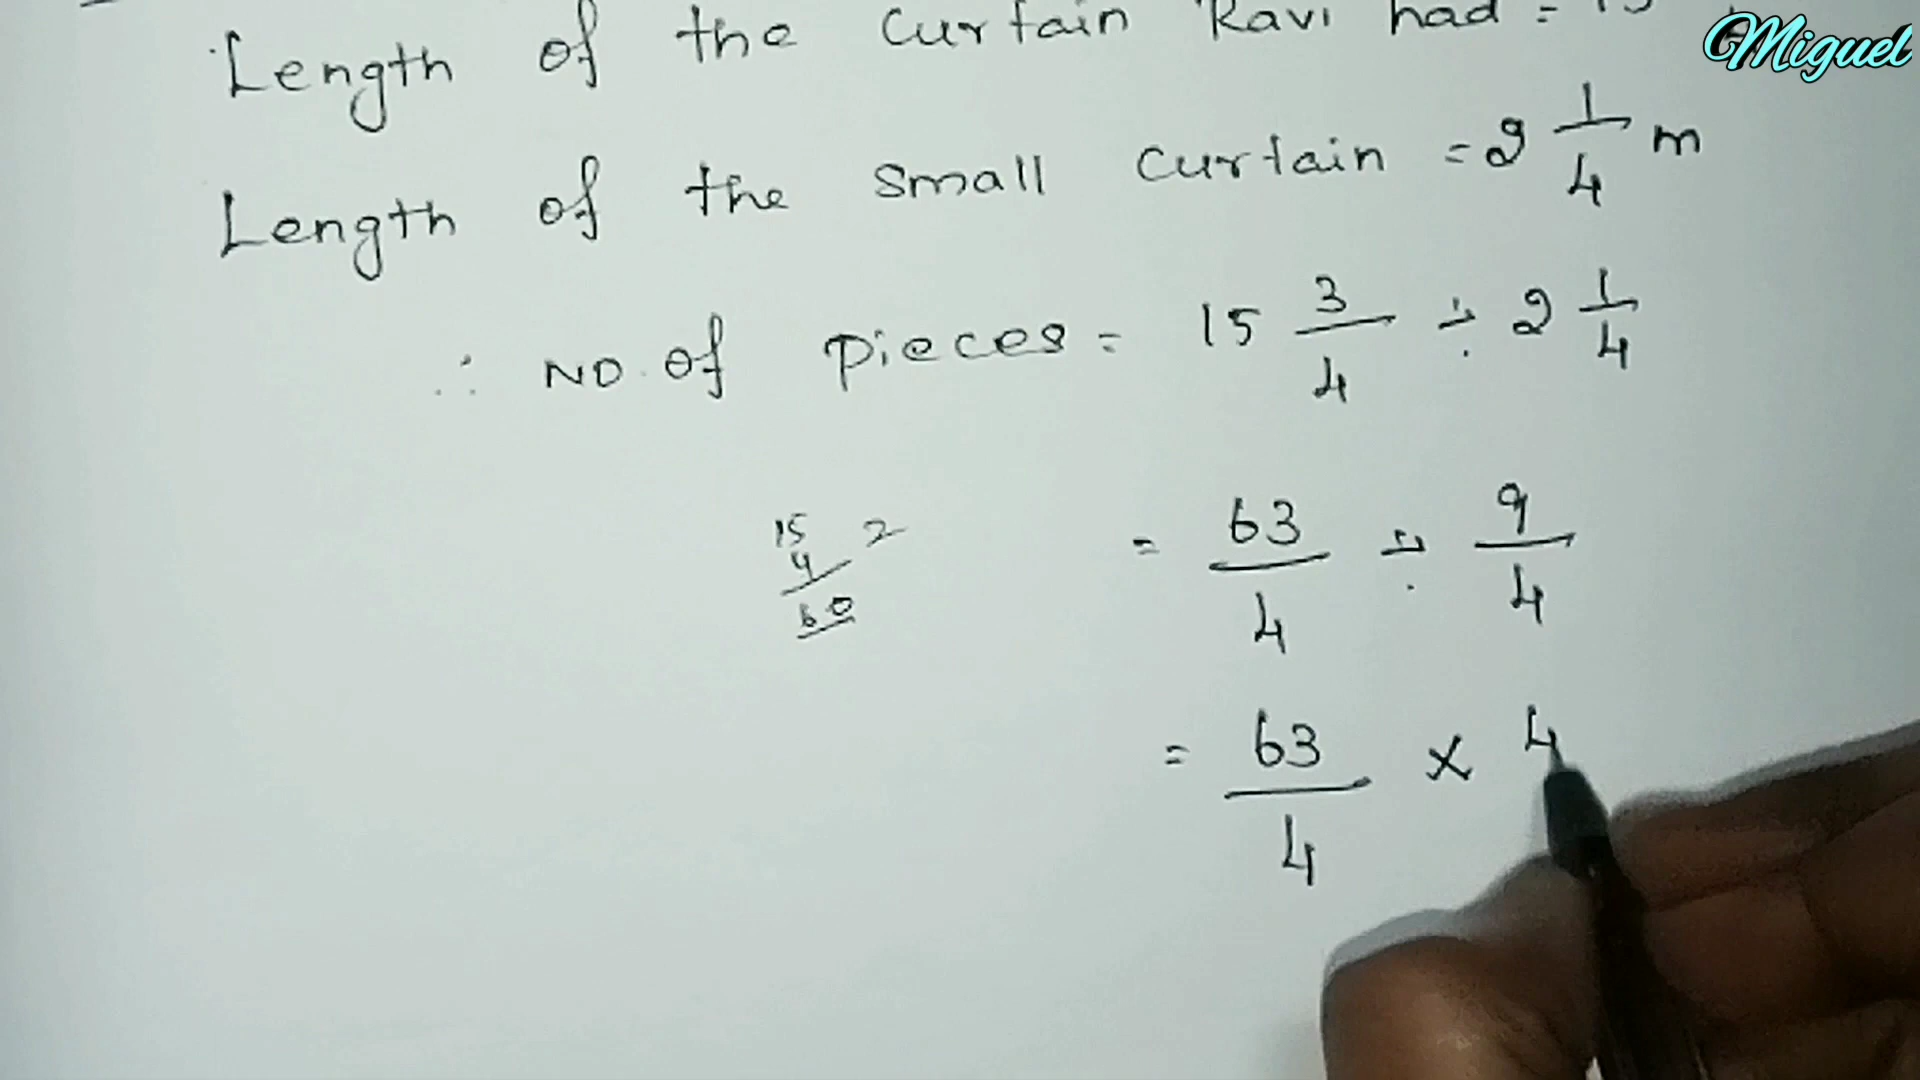 Length of the curtain Ravi had = 15
Miguel
Length of the small curtain = 2 1/4 m
∴ NO. of pieces = 15 3/4 ÷ 2 1/4
15 2
4
60
= 63/4 ÷ 9/4
= 63/4 × 4